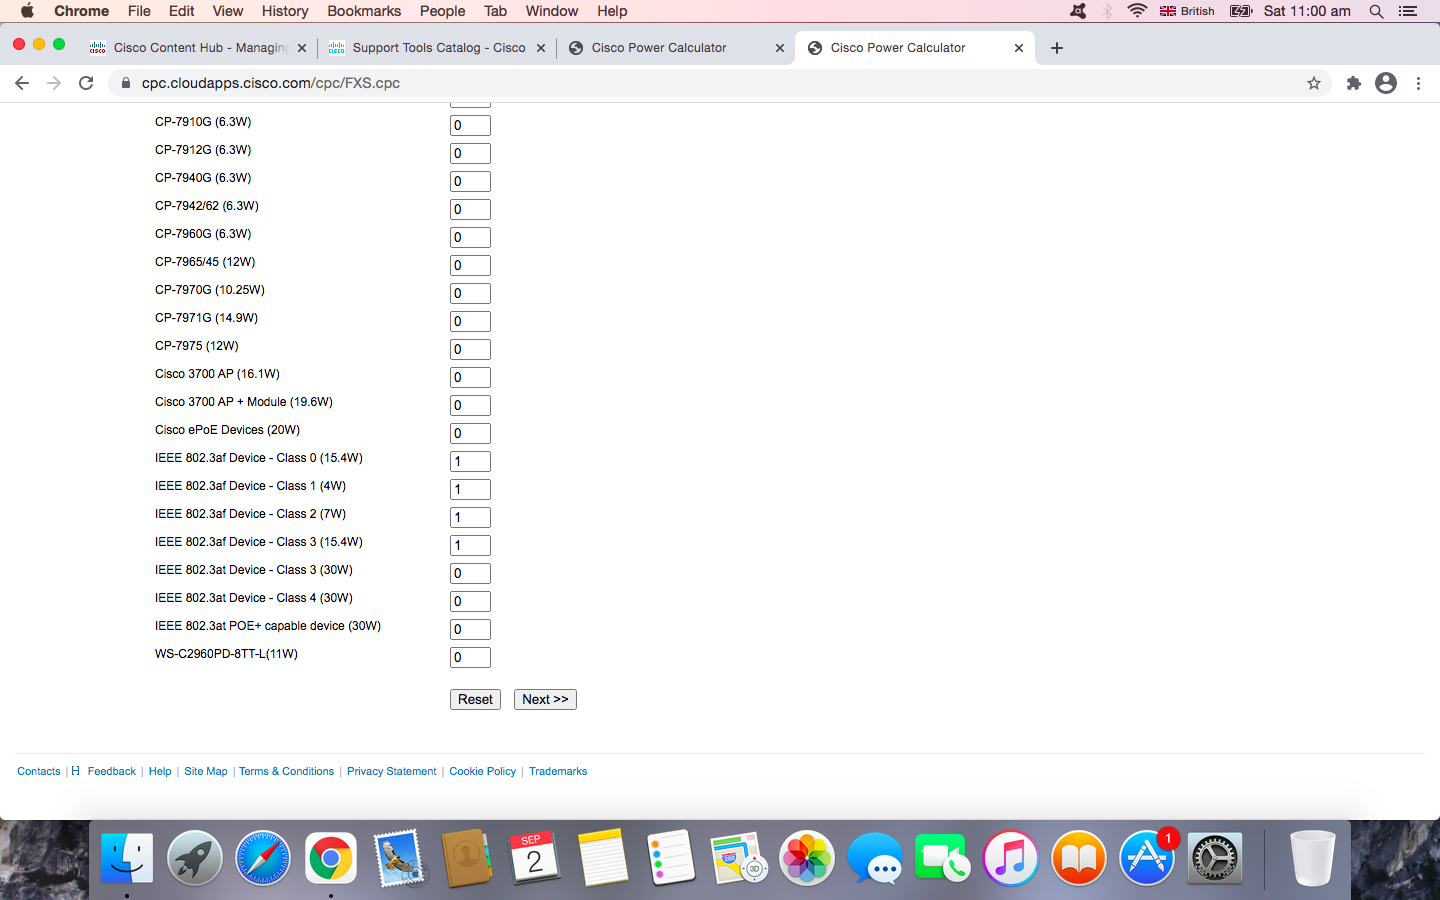 Chrome File Edit View History Bookmarks People Tab Window Help British Sat 11:00 am
Cisco Content Hub - Managing Support Tools Catalog - Cisco Cisco Power Calculator Cisco Power Calculator
cpc.cloudapps.cisco.com/cpc/FXS.cpc
CP-7910G (6.3W) 0
CP-7912G (6.3W) 0
CP-7940G (6.3W) 0
CP-7942/62 (6.3W) 0
CP-7960G (6.3W) 0
CP-7965/45 (12W) 0
CP-7970G (10.25W) 0
CP-7971G (14.9W) 0
CP-7975 (12W) 0
Cisco 3700 AP (16.1W) 0
Cisco 3700 AP + Module (19.6W) 0
Cisco ePoE Devices (20W) 0
IEEE 802.3af Device - Class 0 (15.4W) 1
IEEE 802.3af Device - Class 1 (4W) 1
IEEE 802.3af Device - Class 2 (7W) 1
IEEE 802.3af Device - Class 3 (15.4W) 1
IEEE 802.3at Device - Class 3 (30W) 0
IEEE 802.3at Device - Class 4 (30W) 0
IEEE 802.3at POE+ capable device (30W) 0
WS-C2960PD-8TT-L(11W) 0
Reset Next >>
Contacts | Feedback | Help | Site Map | Terms & Conditions | Privacy Statement | Cookie Policy | Trademarks
SEP
2
280
3D
1